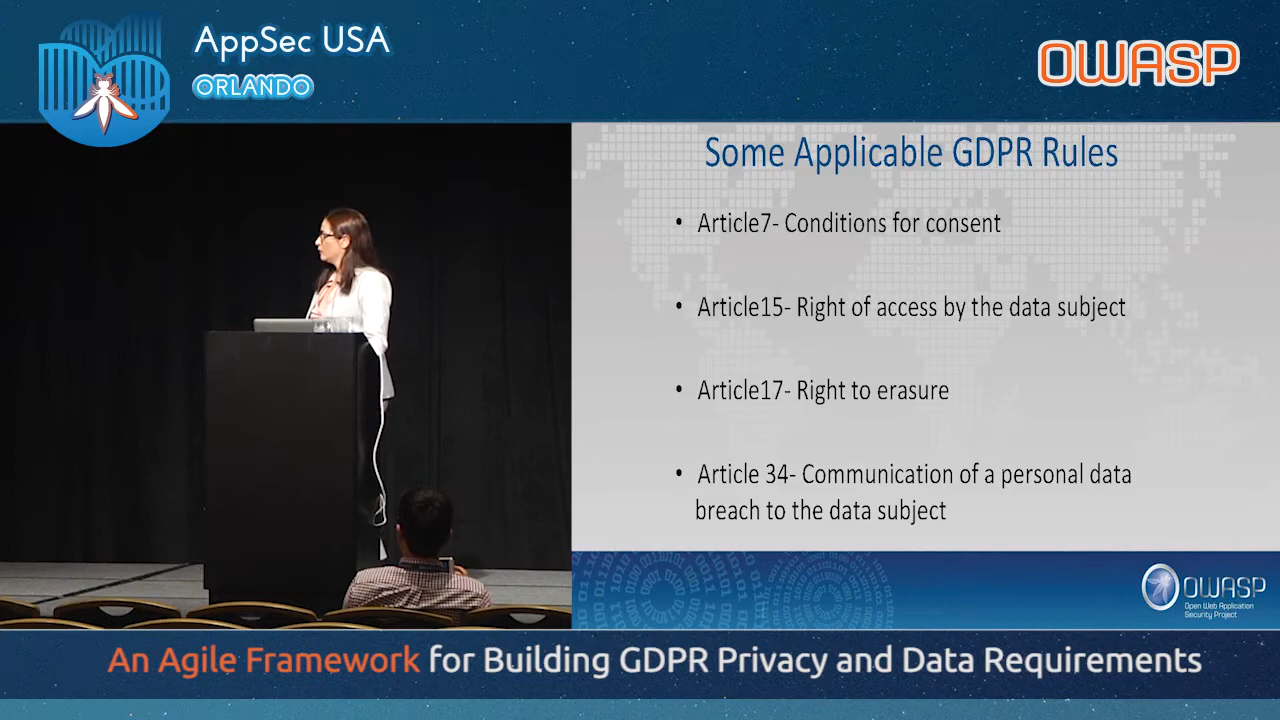 AppSec USA
ORLANDO
OWASP
Some Applicable GDPR Rules
• Article7- Conditions for consent
• Article15- Right of access by the data subject
• Article17- Right to erasure
• Article 34- Communication of a personal data
breach to the data subject
OWASP
Open Web Application
Security Project
An Agile Framework for Building GDPR Privacy and Data Requirements